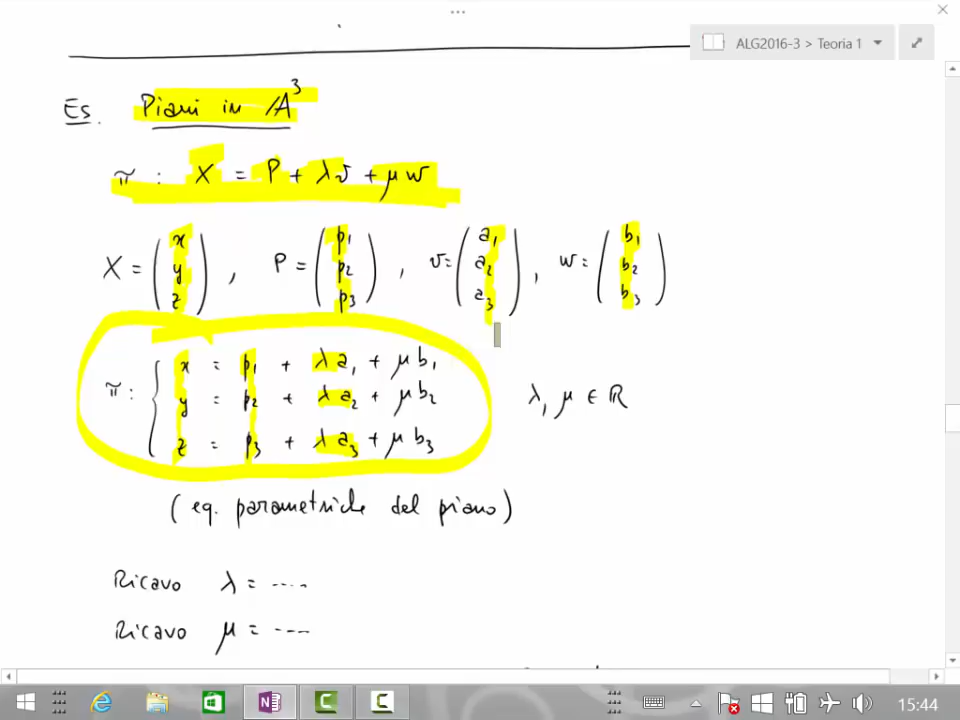 ALG2016-3 > Teoria 1
Es. Piani in A³
π : X = P + λv + μw
X = (x y z), P = (p₁ p₂ p₃), v = (a₁ a₂ a₃), w = (b₁ b₂ b₃)
π : { x = p₁ + λa₁ + μb₁
y = p₂ + λa₂ + μb₂
z = p₃ + λa₃ + μb₃
λ, μ ∈ ℝ
(eq. parametriche del piano)
Ricavo λ = ....
Ricavo μ = ----
15:44